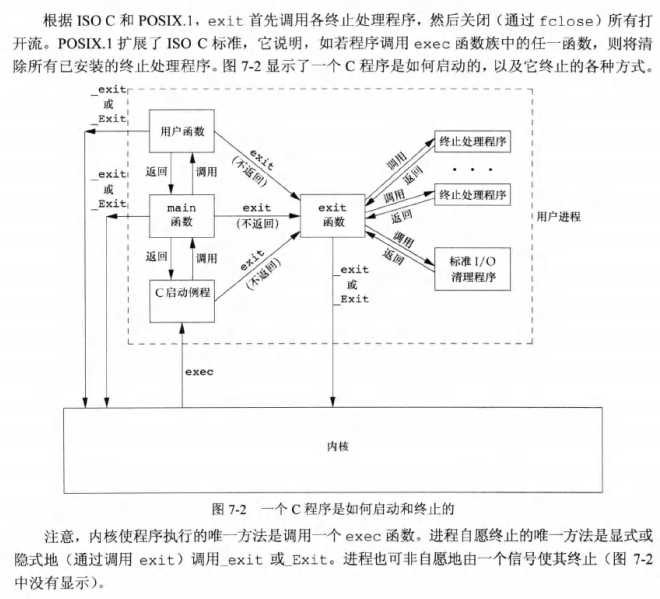 根据 ISO C 和 POSIX.1，exit 首先调用各终止处理程序，然后关闭（通过 fclose）所有打
开流。POSIX.1 扩展了 ISO C 标准，它说明，如若程序调用 exec 函数族中的任一函数，则将清
除所有已安装的终止处理程序。图 7-2 显示了一个 C 程序是如何启动的，以及它终止的各种方式。
_exit
或
_Exit
用户函数
exit
(不返回)
调用
返回
终止处理程序
返回
调用
· · ·
_exit
或
_Exit
main
函数
exit
(不返回)
exit
函数
调用
返回
终止处理程序
用户进程
返回
调用
exit
(不返回)
调用
返回
标准 I/O
清理程序
C启动例程
_exit
或
_Exit
exec
内核
图 7-2 一个 C 程序是如何启动和终止的
注意，内核使程序执行的唯一方法是调用一个 exec 函数。进程自愿终止的唯一方法是显式或
隐式地（通过调用 exit）调用_exit 或_Exit。进程也可非自愿地由一个信号使其终止（图 7-2
中没有显示）。